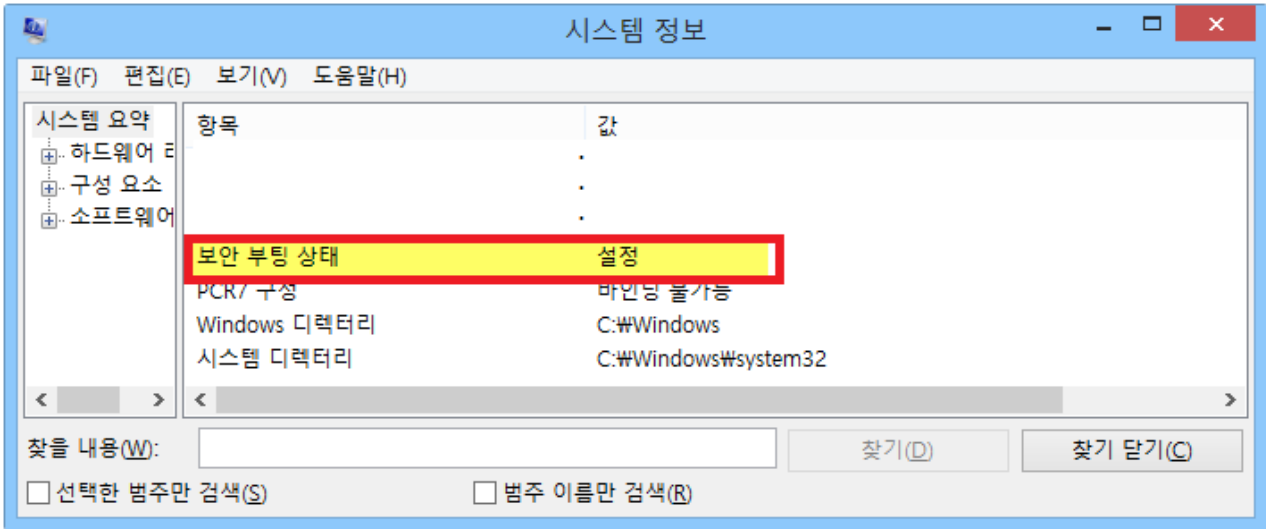 시스템 정보
파일(F) 편집(E) 보기(V) 도움말(H)
시스템 요약
하드웨어 리
구성 요소
소프트웨어
항목 값
.
.
.
보안 부팅 상태 설정
PCR7 구성 바인딩 불가능
Windows 디렉터리 C:₩Windows
시스템 디렉터리 C:₩Windows₩system32
찾을 내용(W):
찾기(D) 찾기 닫기(C)
선택한 범주만 검색(S) 범주 이름만 검색(R)